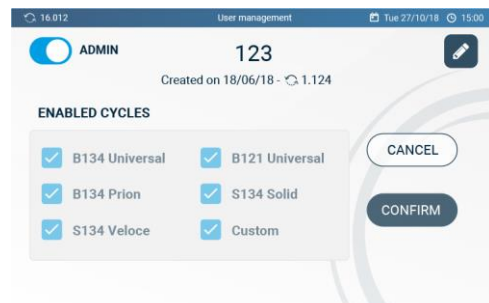 16.012 User management Tue 27/10/18 15:00
ADMIN 123
Created on 18/06/18 - 1.124
ENABLED CYCLES
B134 Universal B121 Universal
B134 Prion S134 Solid
S134 Veloce Custom
CANCEL
CONFIRM